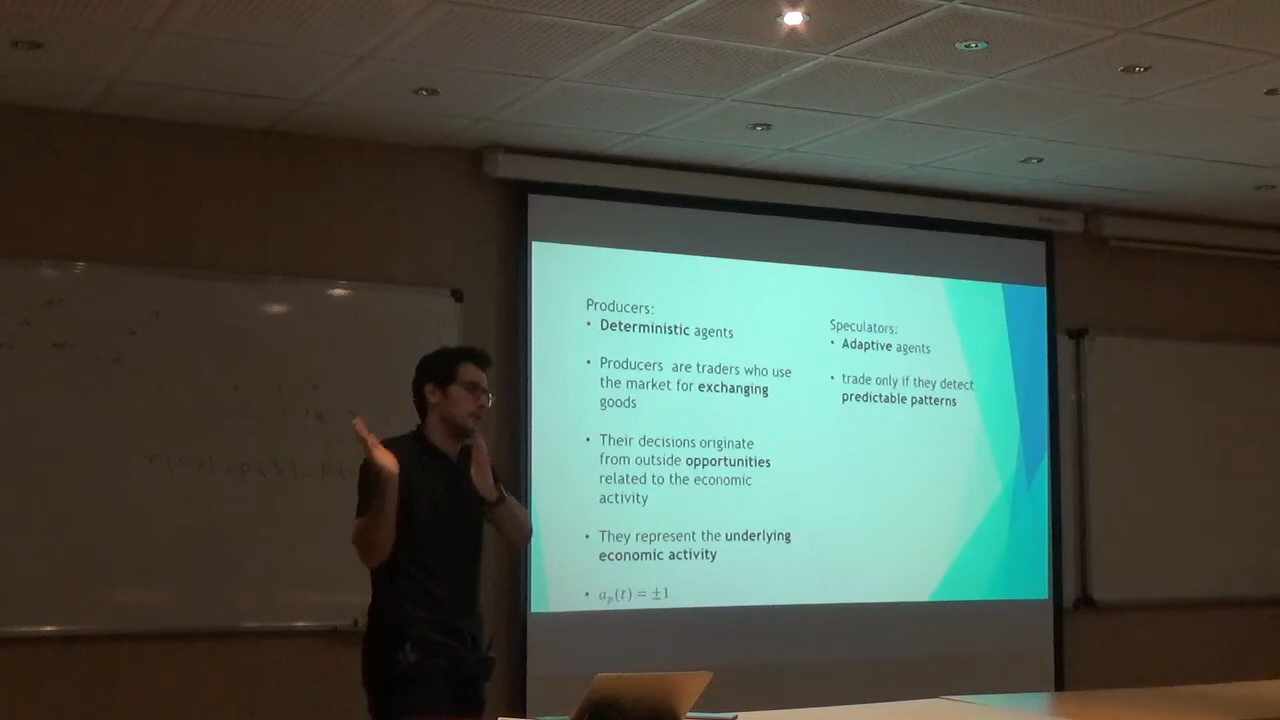 Producers:
• Deterministic agents
• Producers are traders who use
the market for exchanging
goods
• Their decisions originate
from outside opportunities
related to the economic
activity
• They represent the underlying
economic activity
• aₚ(t) = ±1
Speculators:
• Adaptive agents
• trade only if they detect
predictable patterns